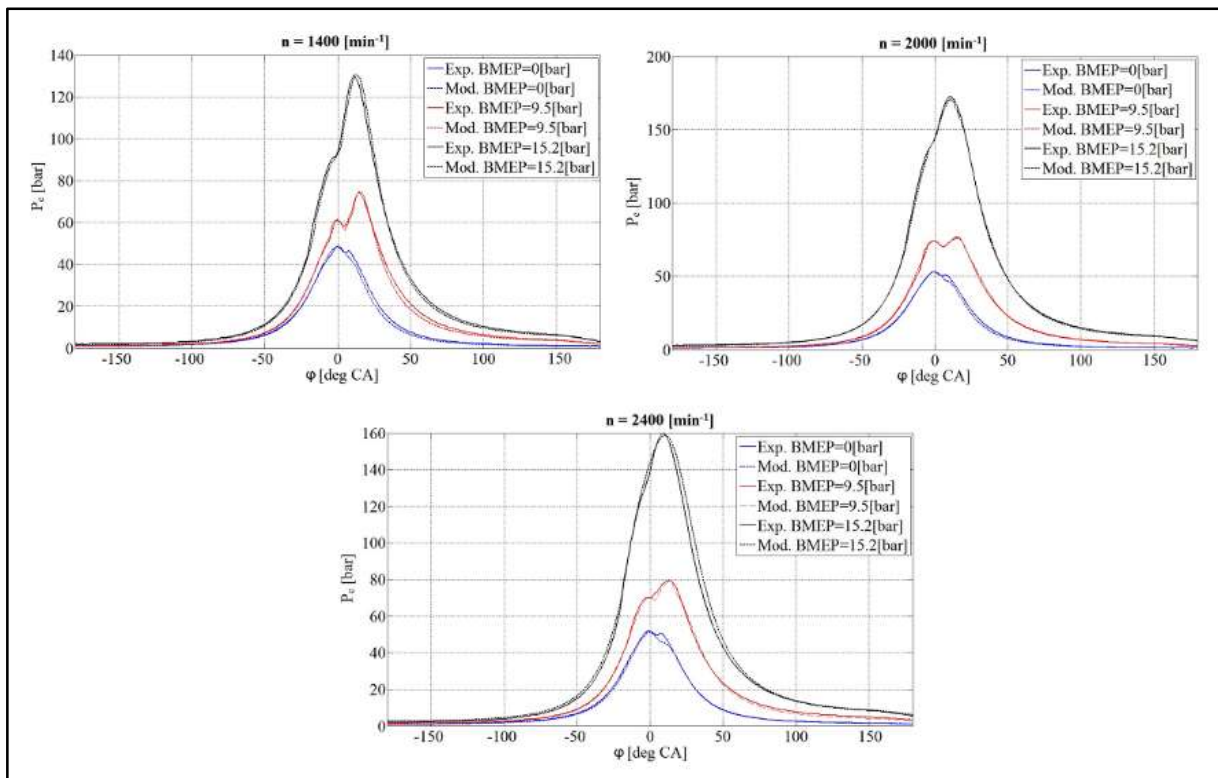 n = 1400 [min⁻¹]
140
120
100
80
60
40
20
0
P_c [bar]
-150
-100
-50
0
50
100
150
φ [deg CA]
Exp. BMEP=0[bar]
Mod. BMEP=0[bar]
Exp. BMEP=9.5[bar]
Mod. BMEP=9.5[bar]
Exp. BMEP=15.2[bar]
Mod. BMEP=15.2[bar]
n = 2000 [min⁻¹]
200
150
100
50
0
P_c [bar]
-150
-100
-50
0
50
100
150
φ [deg CA]
Exp. BMEP=0[bar]
Mod. BMEP=0[bar]
Exp. BMEP=9.5[bar]
Mod. BMEP=9.5[bar]
Exp. BMEP=15.2[bar]
Mod. BMEP=15.2[bar]
n = 2400 [min⁻¹]
160
140
120
100
80
60
40
20
0
P_c [bar]
-150
-100
-50
0
50
100
150
φ [deg CA]
Exp. BMEP=0[bar]
Mod. BMEP=0[bar]
Exp. BMEP=9.5[bar]
Mod. BMEP=9.5[bar]
Exp. BMEP=15.2[bar]
Mod. BMEP=15.2[bar]